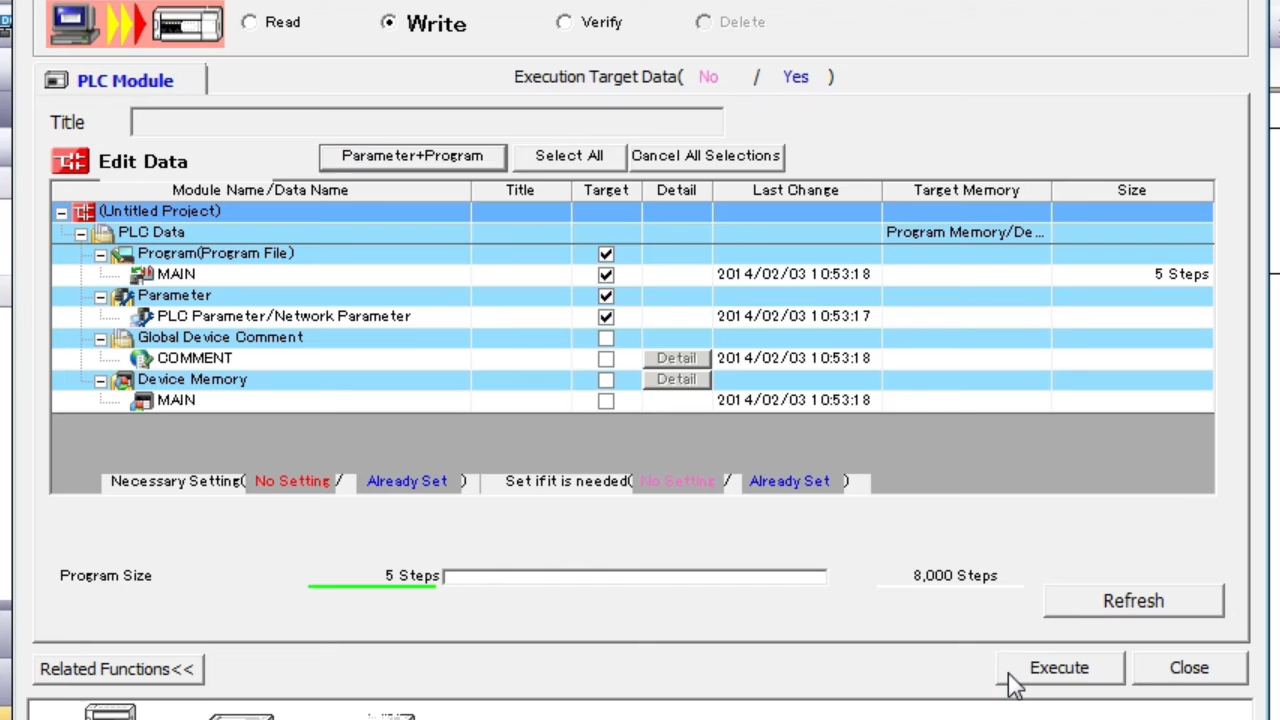 Read Write Verify Delete
PLC Module Execution Target Data( No / Yes )
Title
Edit Data Parameter+Program Select All Cancel All Selections
Module Name/Data Name Title Target Detail Last Change Target Memory Size
(Untitled Project)
PLC Data Program Memory/De...
Program(Program File)
MAIN 2014/02/03 10:53:18 5 Steps
Parameter
PLC Parameter/Network Parameter 2014/02/03 10:53:17
Global Device Comment
COMMENT Detail 2014/02/03 10:53:18
Device Memory Detail
MAIN 2014/02/03 10:53:18
Necessary Setting( No Setting / Already Set ) Set if it is needed( No Setting / Already Set )
Program Size 5 Steps 8,000 Steps
Refresh
Related Functions<< Execute Close